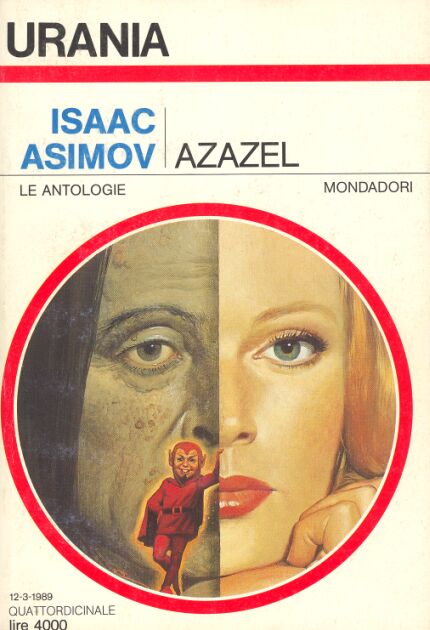 URANIA
ISAAC
ASIMOV
AZAZEL
LE ANTOLOGIE
MONDADORI
12-3-1989
QUATTORDICINALE
lire 4000